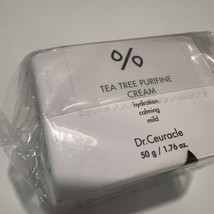 %
TEA TREE PURIFINE
CREAM
hydration
calming
mild
Dr.Ceuracle
50 g / 1.76 oz.